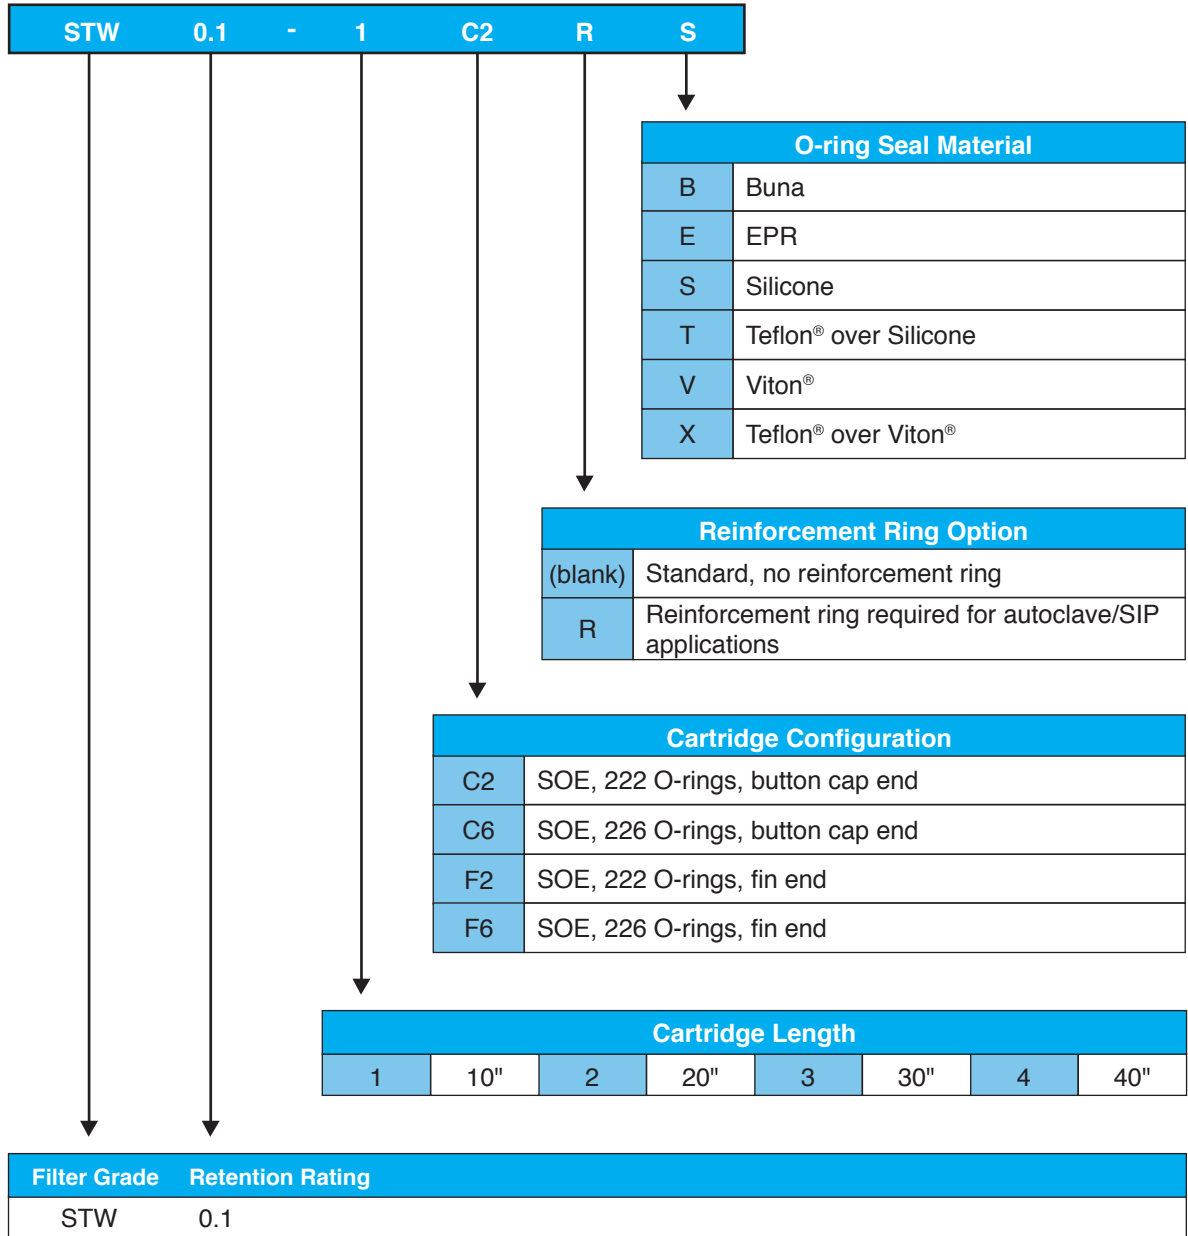 STW 0.1 - 1 C2 R S
O-ring Seal Material
B Buna
E EPR
S Silicone
T Teflon® over Silicone
V Viton®
X Teflon® over Viton®
Reinforcement Ring Option
(blank) Standard, no reinforcement ring
R Reinforcement ring required for autoclave/SIP
applications
Cartridge Configuration
C2 SOE, 222 O-rings, button cap end
C6 SOE, 226 O-rings, button cap end
F2 SOE, 222 O-rings, fin end
F6 SOE, 226 O-rings, fin end
Cartridge Length
1 10" 2 20" 3 30" 4 40"
Filter Grade Retention Rating
STW 0.1